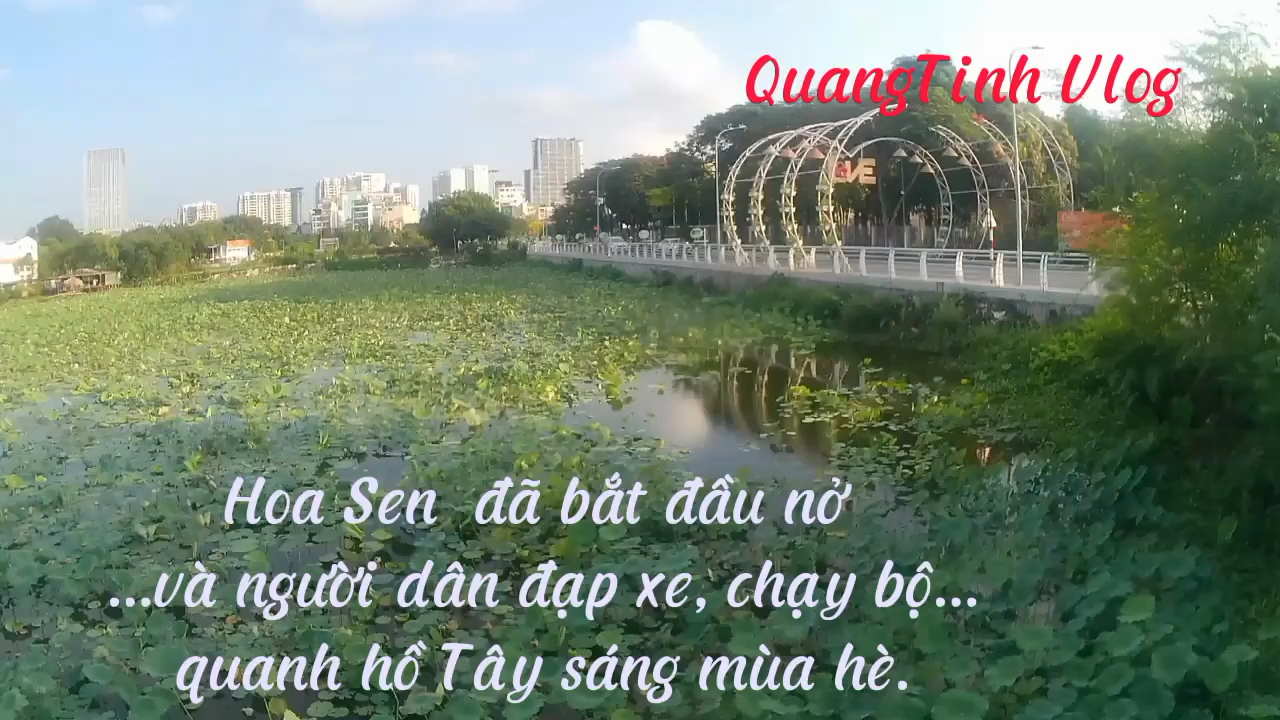 QuangTinh Vlog
Hoa Sen đã bắt đầu nở
...và người dân đạp xe, chạy bộ...
quanh hồ Tây sáng mùa hè.